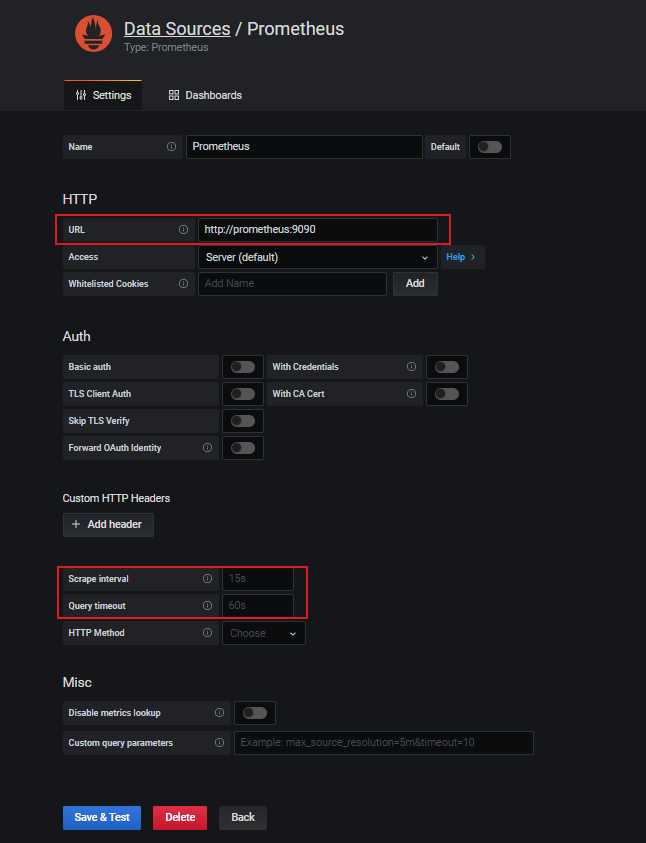 Data Sources / Prometheus
Type: Prometheus
Settings Dashboards
Name Prometheus Default
HTTP
URL http://prometheus:9090
Access Server (default) Help >
Whitelisted Cookies Add Name Add
Auth
Basic auth With Credentials
TLS Client Auth With CA Cert
Skip TLS Verify
Forward OAuth Identity
Custom HTTP Headers
+ Add header
Scrape interval 15s
Query timeout 60s
HTTP Method Choose
Misc
Disable metrics lookup
Custom query parameters Example: max_source_resolution=5m&timeout=10
Save & Test Delete Back